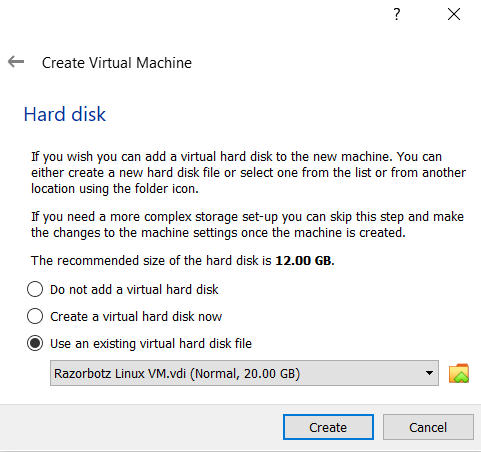 ?
Create Virtual Machine
Hard disk
If you wish you can add a virtual hard disk to the new machine. You can
either create a new hard disk file or select one from the list or from another
location using the folder icon.
If you need a more complex storage set-up you can skip this step and make
the changes to the machine settings once the machine is created.
The recommended size of the hard disk is 12.00 GB.
Do not add a virtual hard disk
Create a virtual hard disk now
Use an existing virtual hard disk file
Razorbotz Linux VM.vdi (Normal, 20.00 GB)
Create
Cancel